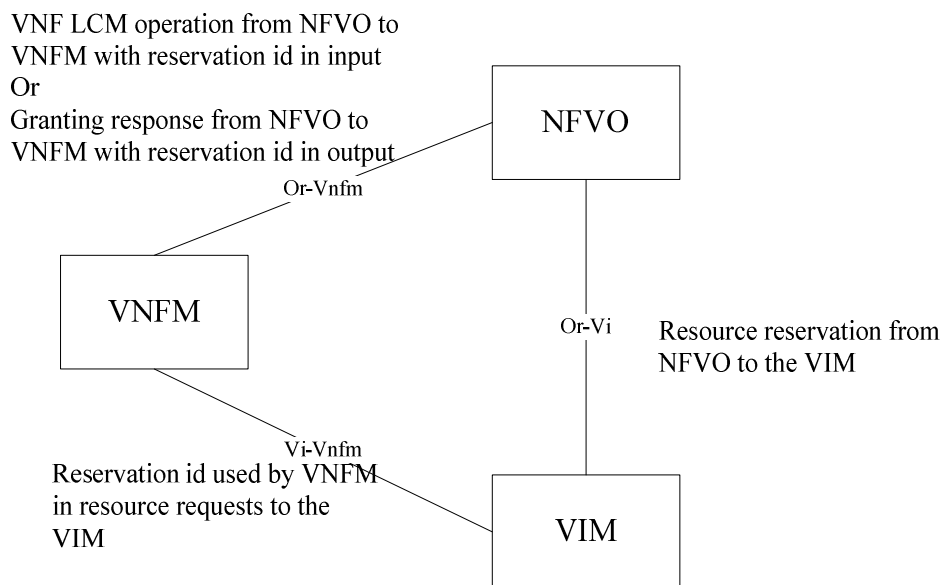 VNF LCM operation from NFVO to
VNFM with reservation id in input
Or
Granting response from NFVO to
VNFM with reservation id in output
NFVO
Or-Vnfm
VNFM
Or-Vi
Resource reservation from
NFVO to the VIM
Vi-Vnfm
Reservation id used by VNFM
in resource requests to the
VIM
VIM